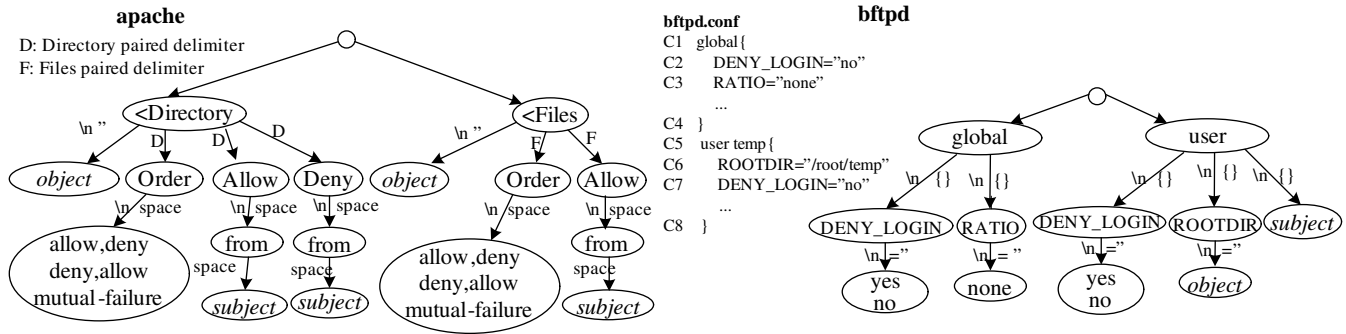 apache
D: Directory paired delimiter
F: Files paired delimiter
<Directory
<Files
\n ”
D
D
D
\n ”
F
F
object
Order
Allow
Deny
object
Order
Allow
\n space
\n space
\n space
\n space
\n space
allow,deny
deny,allow
mutual-failure
from
from
space
space
subject
subject
allow,deny
deny,allow
mutual-failure
from
space
subject
bftpd.conf
C1 global{
C2 DENY_LOGIN=”no”
C3 RATIO=”none”
...
C4 }
C5 user temp{
C6 ROOTDIR=”/root/temp”
C7 DENY_LOGIN=”no”
...
C8 }
bftpd
global
user
\n {}
\n {}
\n {}
\n {}
\n {}
DENY_LOGIN
RATIO
DENY_LOGIN
ROOTDIR
subject
\n =”
\n = ”
\n =”
\n =”
yes
no
none
yes
no
object